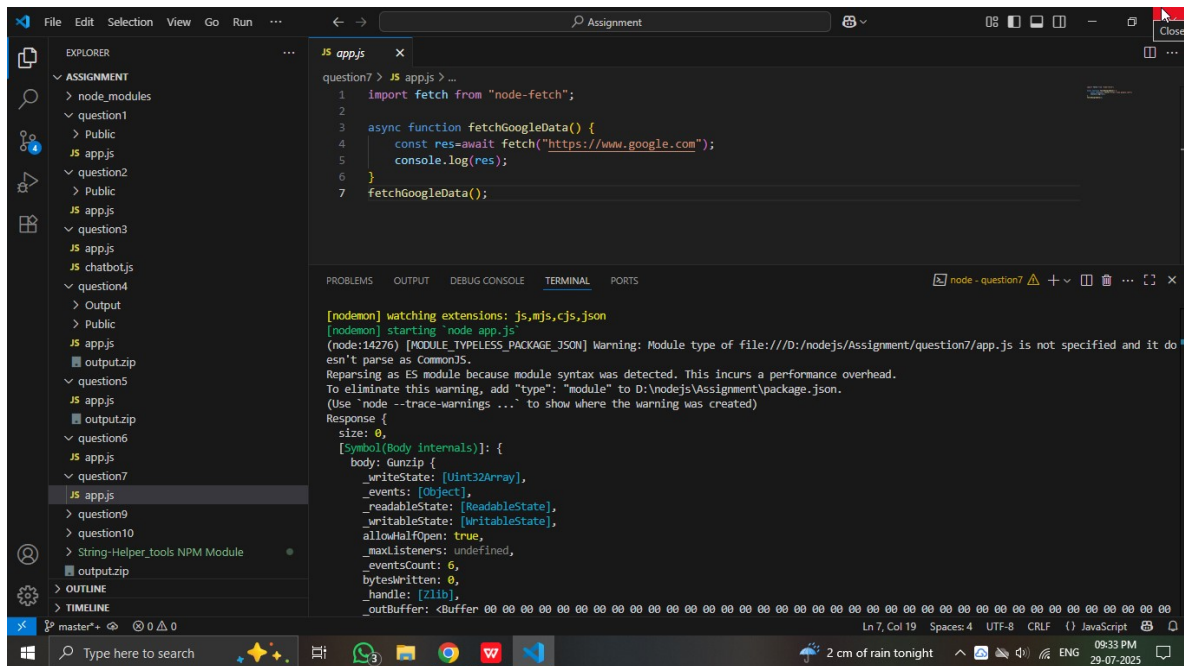 File Edit Selection View Go Run ···
Assignment
Close
EXPLORER ···
ASSIGNMENT
node_modules
question1
Public
JS app.js
question2
Public
JS app.js
question3
JS app.js
JS chatbot.js
question4
Output
Public
JS app.js
output.zip
question5
JS app.js
output.zip
question6
JS app.js
question7
JS app.js
question9
question10
String-Helper_tools NPM Module
output.zip
OUTLINE
TIMELINE
JS app.js
question7 > JS app.js > ...
1 import fetch from "node-fetch";
2
3 async function fetchGoogleData() {
4 const res=await fetch("https://www.google.com");
5 console.log(res);
6 }
7 fetchGoogleData();
PROBLEMS OUTPUT DEBUG CONSOLE TERMINAL PORTS
node - question7
[nodemon] watching extensions: js,mjs,cjs,json
[nodemon] starting `node app.js`
(node:14276) [MODULE_TYPELESS_PACKAGE_JSON] Warning: Module type of file:///D:/nodejs/Assignment/question7/app.js is not specified and it do
esn't parse as CommonJS.
Reparsing as ES module because module syntax was detected. This incurs a performance overhead.
To eliminate this warning, add "type": "module" to D:\nodejs\Assignment\package.json.
(Use `node --trace-warnings ...` to show where the warning was created)
Response {
size: 0,
[Symbol(Body internals)]: {
body: Gunzip {
_writeState: [Uint32Array],
_events: [Object],
_readableState: [ReadableState],
_writableState: [WritableState],
allowHalfOpen: true,
_maxListeners: undefined,
_eventsCount: 6,
bytesWritten: 0,
_handle: [Zlib],
_outBuffer: <Buffer 00 00 00 00 00 00 00 00 00 00 00 00 00 00 00 00 00 00 00 00 00 00 00 00 00 00 00 00 00 00 00 00 00 00 00 00 00 00
master*+ 0 0
Ln 7, Col 19 Spaces: 4 UTF-8 CRLF {} JavaScript
Type here to search
3
W
2 cm of rain tonight
ENG
09:33 PM
29-07-2025